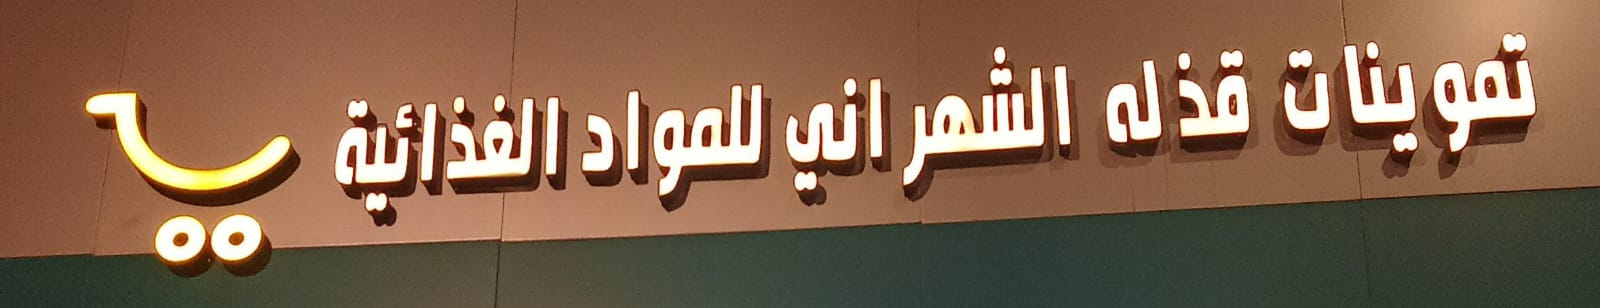 تموينات قذله الشهراني للمواد الغذائية